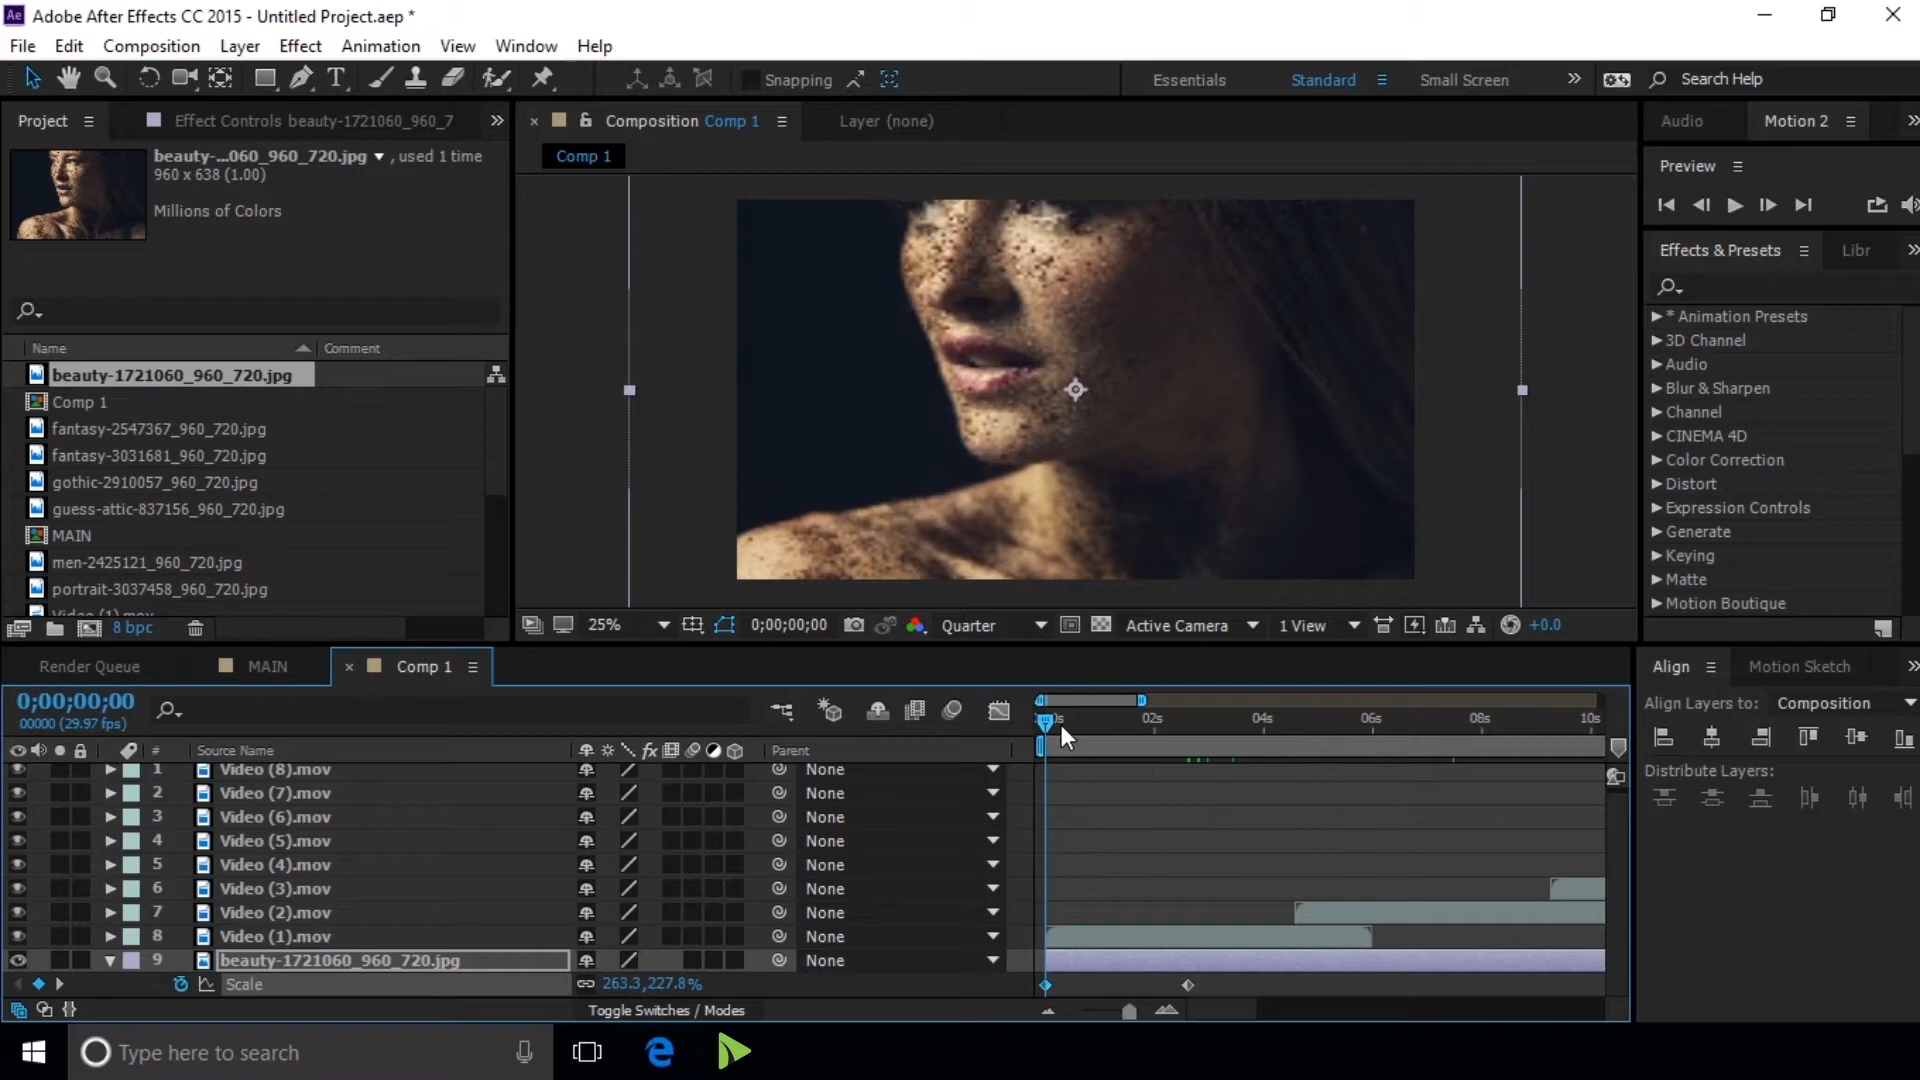 Ae Adobe After Effects CC 2015 - Untitled Project.aep *
File Edit Composition Layer Effect Animation View Window Help
T Snapping Essentials Standard Small Screen Search Help
Project Effect Controls beauty-1721060_960_7
beauty-...060_960_720.jpg , used 1 time
960 x 638 (1.00)
Millions of Colors
Name Comment
beauty-1721060_960_720.jpg
Comp 1
fantasy-2547367_960_720.jpg
fantasy-3031681_960_720.jpg
gothic-2910057_960_720.jpg
guess-attic-837156_960_720.jpg
MAIN
men-2425121_960_720.jpg
portrait-3037458_960_720.jpg
Video (1).mov
8 bpc
Composition Comp 1 Layer (none)
Comp 1
25% 0;00;00;00 Quarter Active Camera 1 View +0.0
Audio Motion 2
Preview
Effects & Presets Libr
* Animation Presets
3D Channel
Audio
Blur & Sharpen
Channel
CINEMA 4D
Color Correction
Distort
Expression Controls
Generate
Keying
Matte
Motion Boutique
Render Queue MAIN Comp 1
0;00;00;00
00000 (29.97 fps)
02s 04s 06s 08s 10s
# Source Name fx Parent
1 Video (8).mov None
2 Video (7).mov None
3 Video (6).mov None
4 Video (5).mov None
5 Video (4).mov None
6 Video (3).mov None
7 Video (2).mov None
8 Video (1).mov None
9 beauty-1721060_960_720.jpg None
Scale 263.3,227.8%
Toggle Switches / Modes
Align Motion Sketch
Align Layers to: Composition
Distribute Layers:
Type here to search